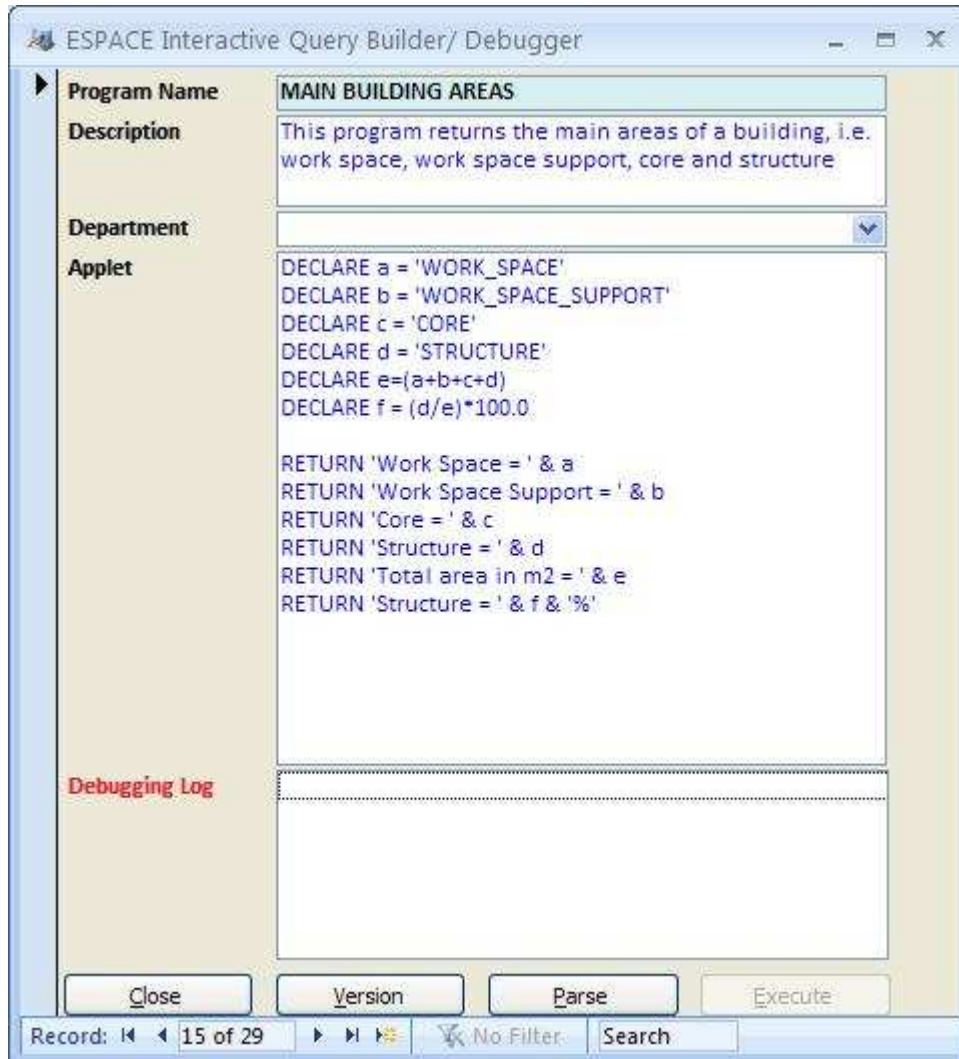 ESPACE Interactive Query Builder/ Debugger
Program Name
MAIN BUILDING AREAS
Description
This program returns the main areas of a building, i.e.
work space, work space support, core and structure
Department
Applet
DECLARE a = 'WORK_SPACE'
DECLARE b = 'WORK_SPACE_SUPPORT'
DECLARE c = 'CORE'
DECLARE d = 'STRUCTURE'
DECLARE e=(a+b+c+d)
DECLARE f = (d/e)*100.0
RETURN 'Work Space = ' & a
RETURN 'Work Space Support = ' & b
RETURN 'Core = ' & c
RETURN 'Structure = ' & d
RETURN 'Total area in m2 = ' & e
RETURN 'Structure = ' & f & '%'
Debugging Log
Close Version Parse Execute
Record: 15 of 29 No Filter Search